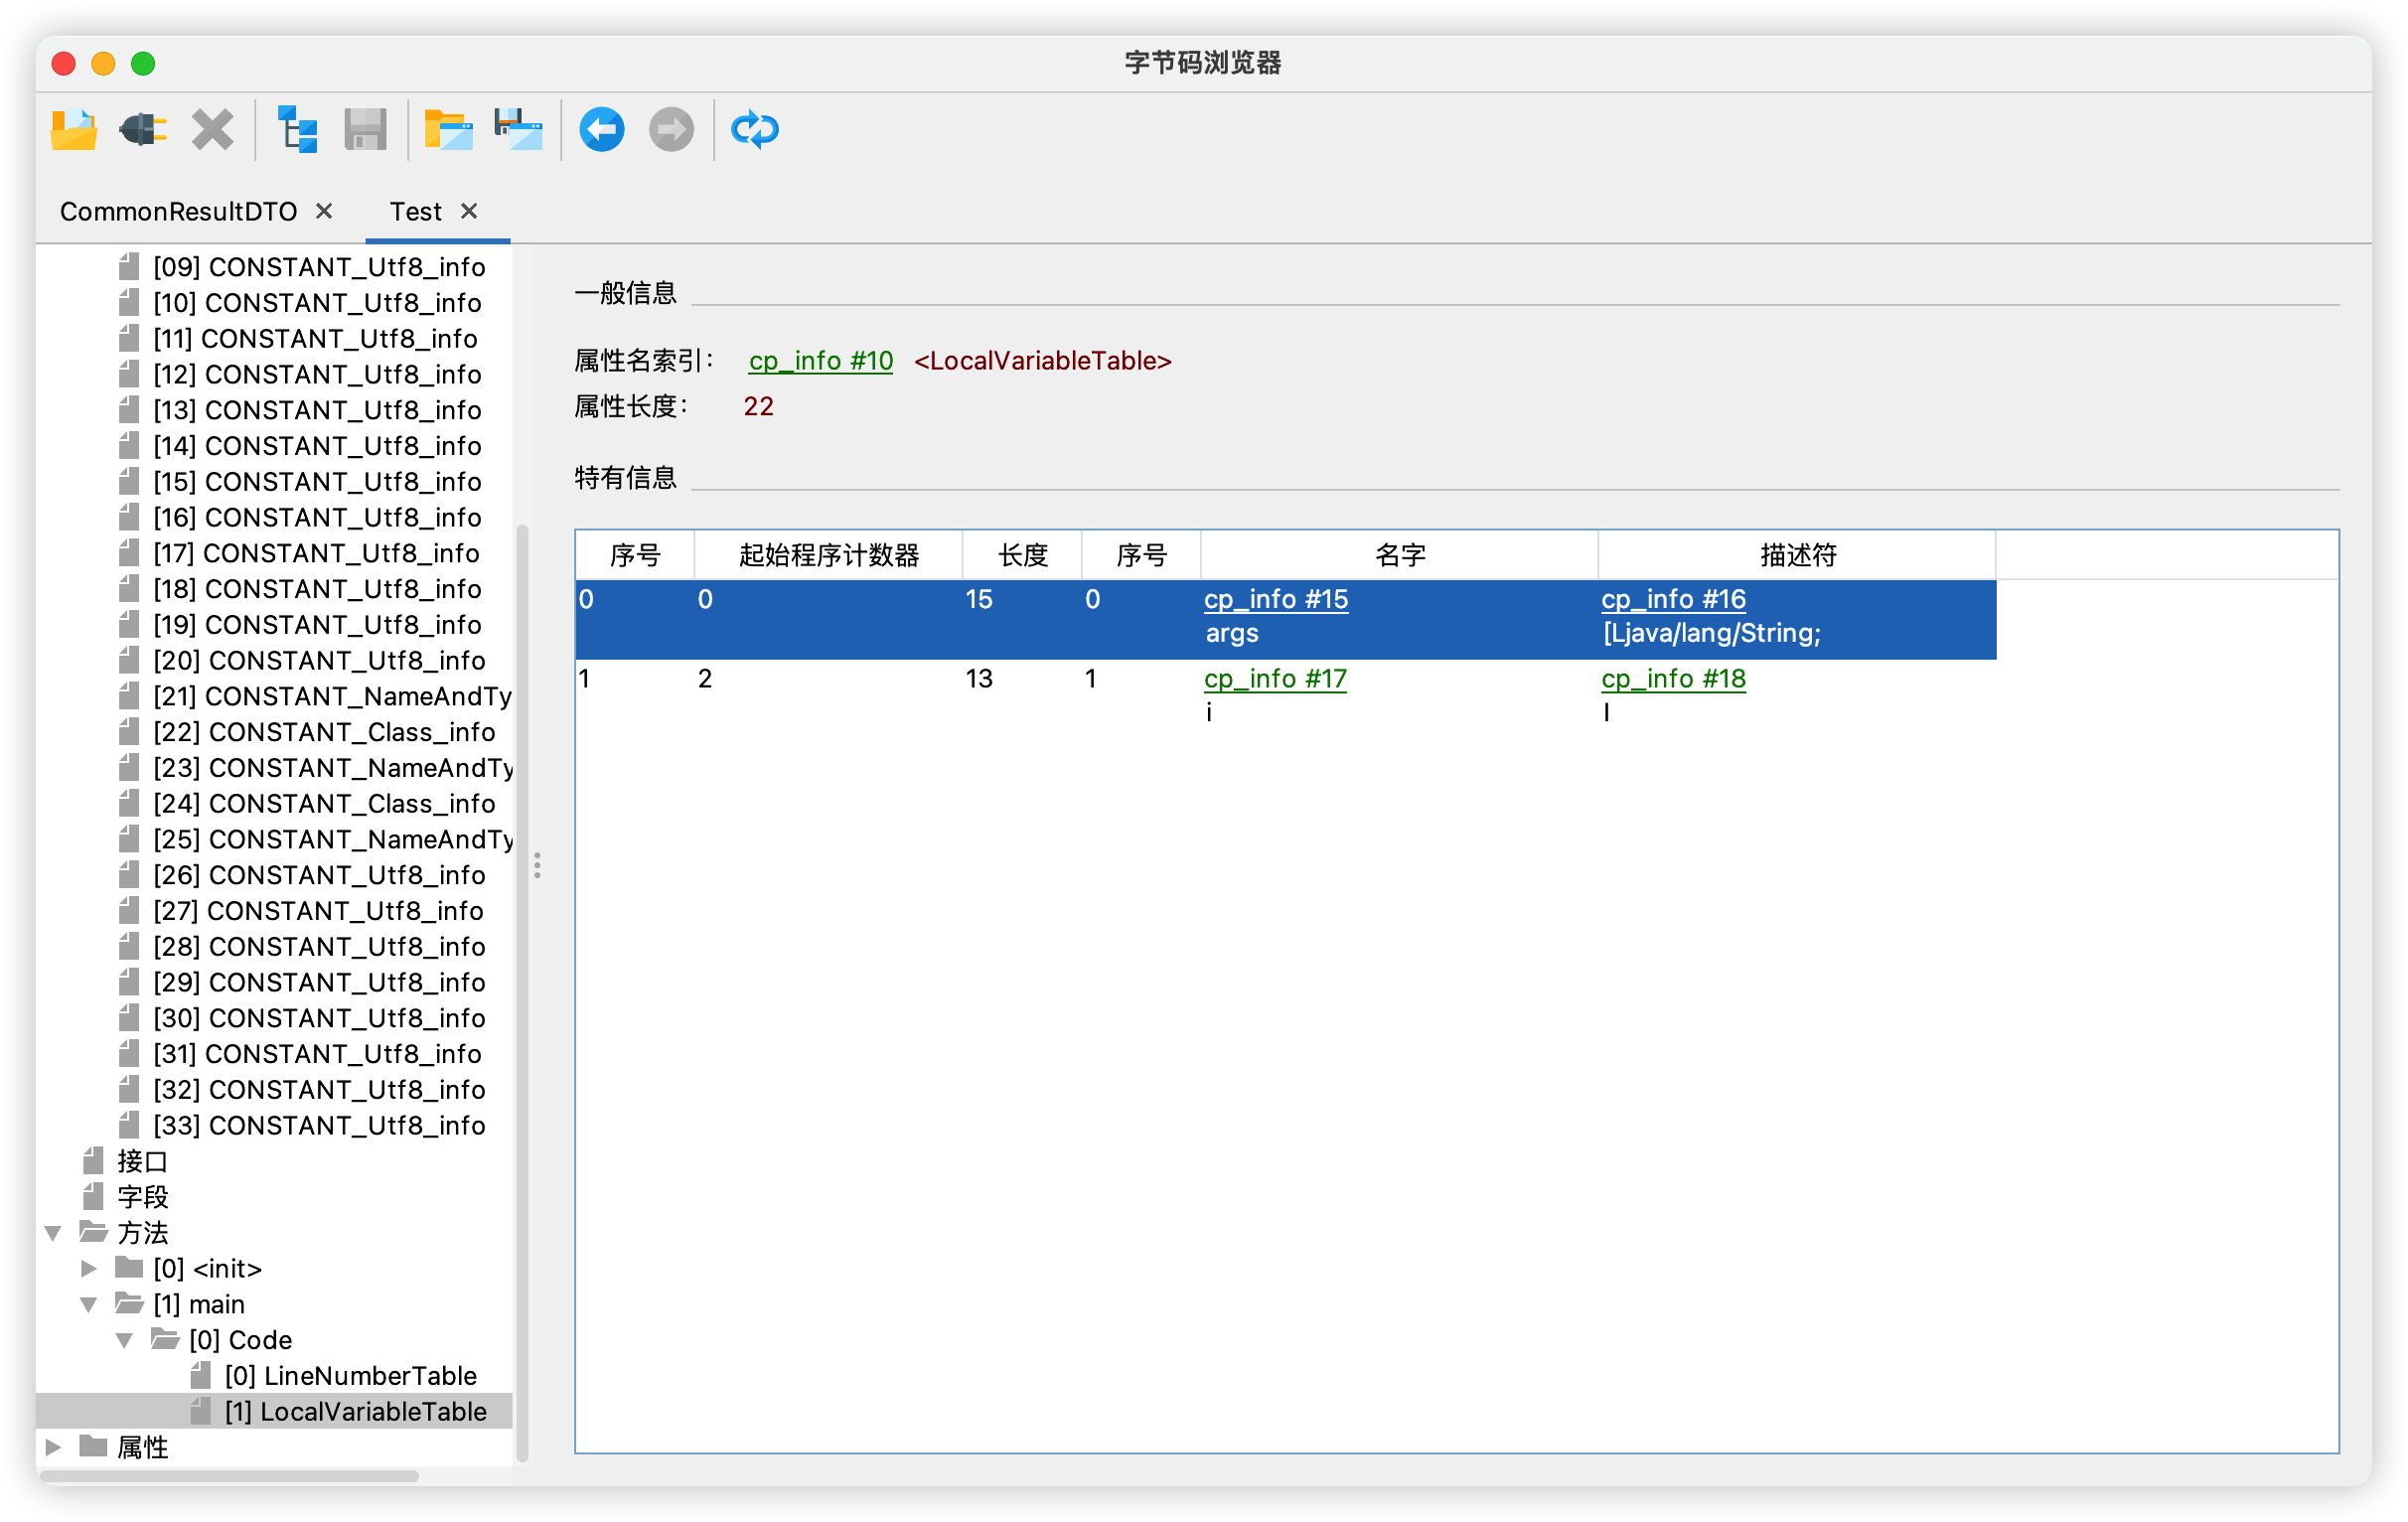 字节码浏览器
CommonResultDTO
Test
[09] CONSTANT_Utf8_info
[10] CONSTANT_Utf8_info
[11] CONSTANT_Utf8_info
[12] CONSTANT_Utf8_info
[13] CONSTANT_Utf8_info
[14] CONSTANT_Utf8_info
[15] CONSTANT_Utf8_info
[16] CONSTANT_Utf8_info
[17] CONSTANT_Utf8_info
[18] CONSTANT_Utf8_info
[19] CONSTANT_Utf8_info
[20] CONSTANT_Utf8_info
[21] CONSTANT_NameAndTy
[22] CONSTANT_Class_info
[23] CONSTANT_NameAndTy
[24] CONSTANT_Class_info
[25] CONSTANT_NameAndTy
[26] CONSTANT_Utf8_info
[27] CONSTANT_Utf8_info
[28] CONSTANT_Utf8_info
[29] CONSTANT_Utf8_info
[30] CONSTANT_Utf8_info
[31] CONSTANT_Utf8_info
[32] CONSTANT_Utf8_info
[33] CONSTANT_Utf8_info
接口
字段
方法
[0] <init>
[1] main
[0] Code
[0] LineNumberTable
[1] LocalVariableTable
属性
一般信息
属性名索引： cp_info #10 <LocalVariableTable>
属性长度： 22
特有信息
序号 起始程序计数器 长度 序号 名字 描述符
0 0 15 0 cp_info #15 cp_info #16
args [Ljava/lang/String;
1 2 13 1 cp_info #17 cp_info #18
i I